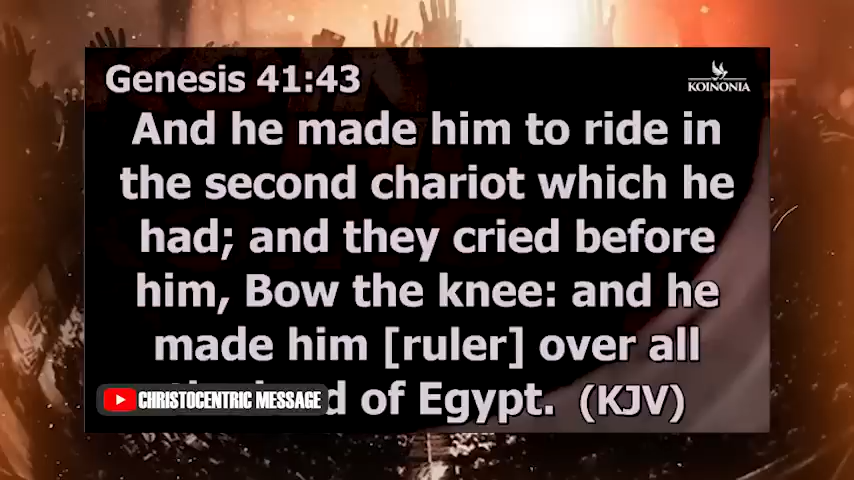 Genesis 41:43
KOINONIA
And he made him to ride in
the second chariot which he
had; and they cried before
him, Bow the knee: and he
made him [ruler] over all
of Egypt. (KJV)
CHRISTOCENTRIC MESSAGE